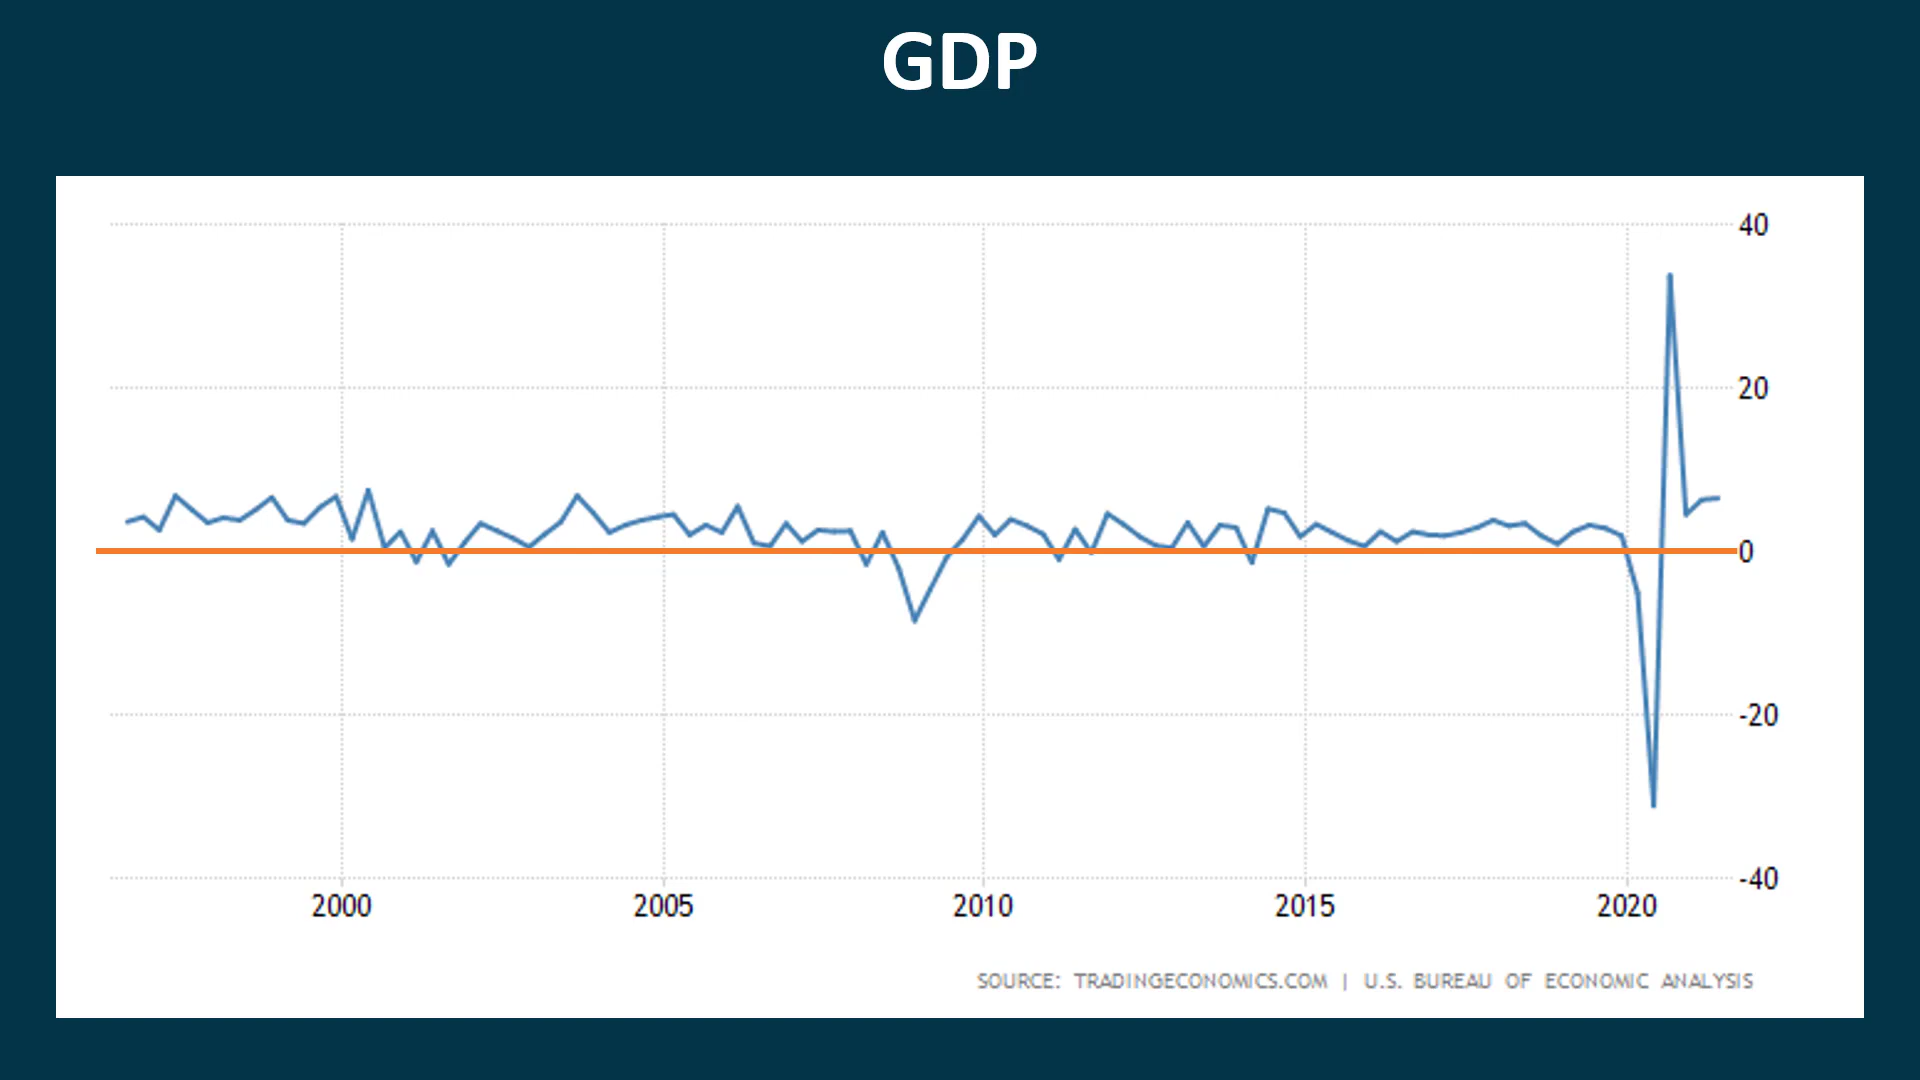 GDP
40
20
0
-20
-40
2000 2005 2010 2015 2020
SOURCE: TRADINGECONOMICS.COM | U.S. BUREAU OF ECONOMIC ANALYSIS